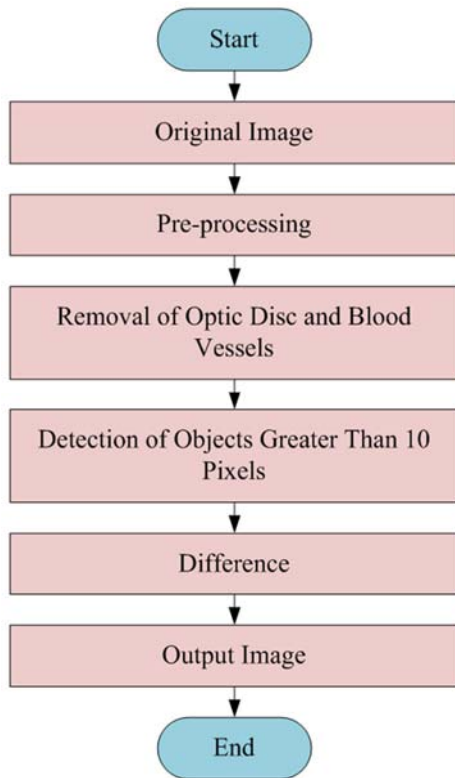 Start
Original Image
Pre-processing
Removal of Optic Disc and Blood
Vessels
Detection of Objects Greater Than 10
Pixels
Difference
Output Image
End